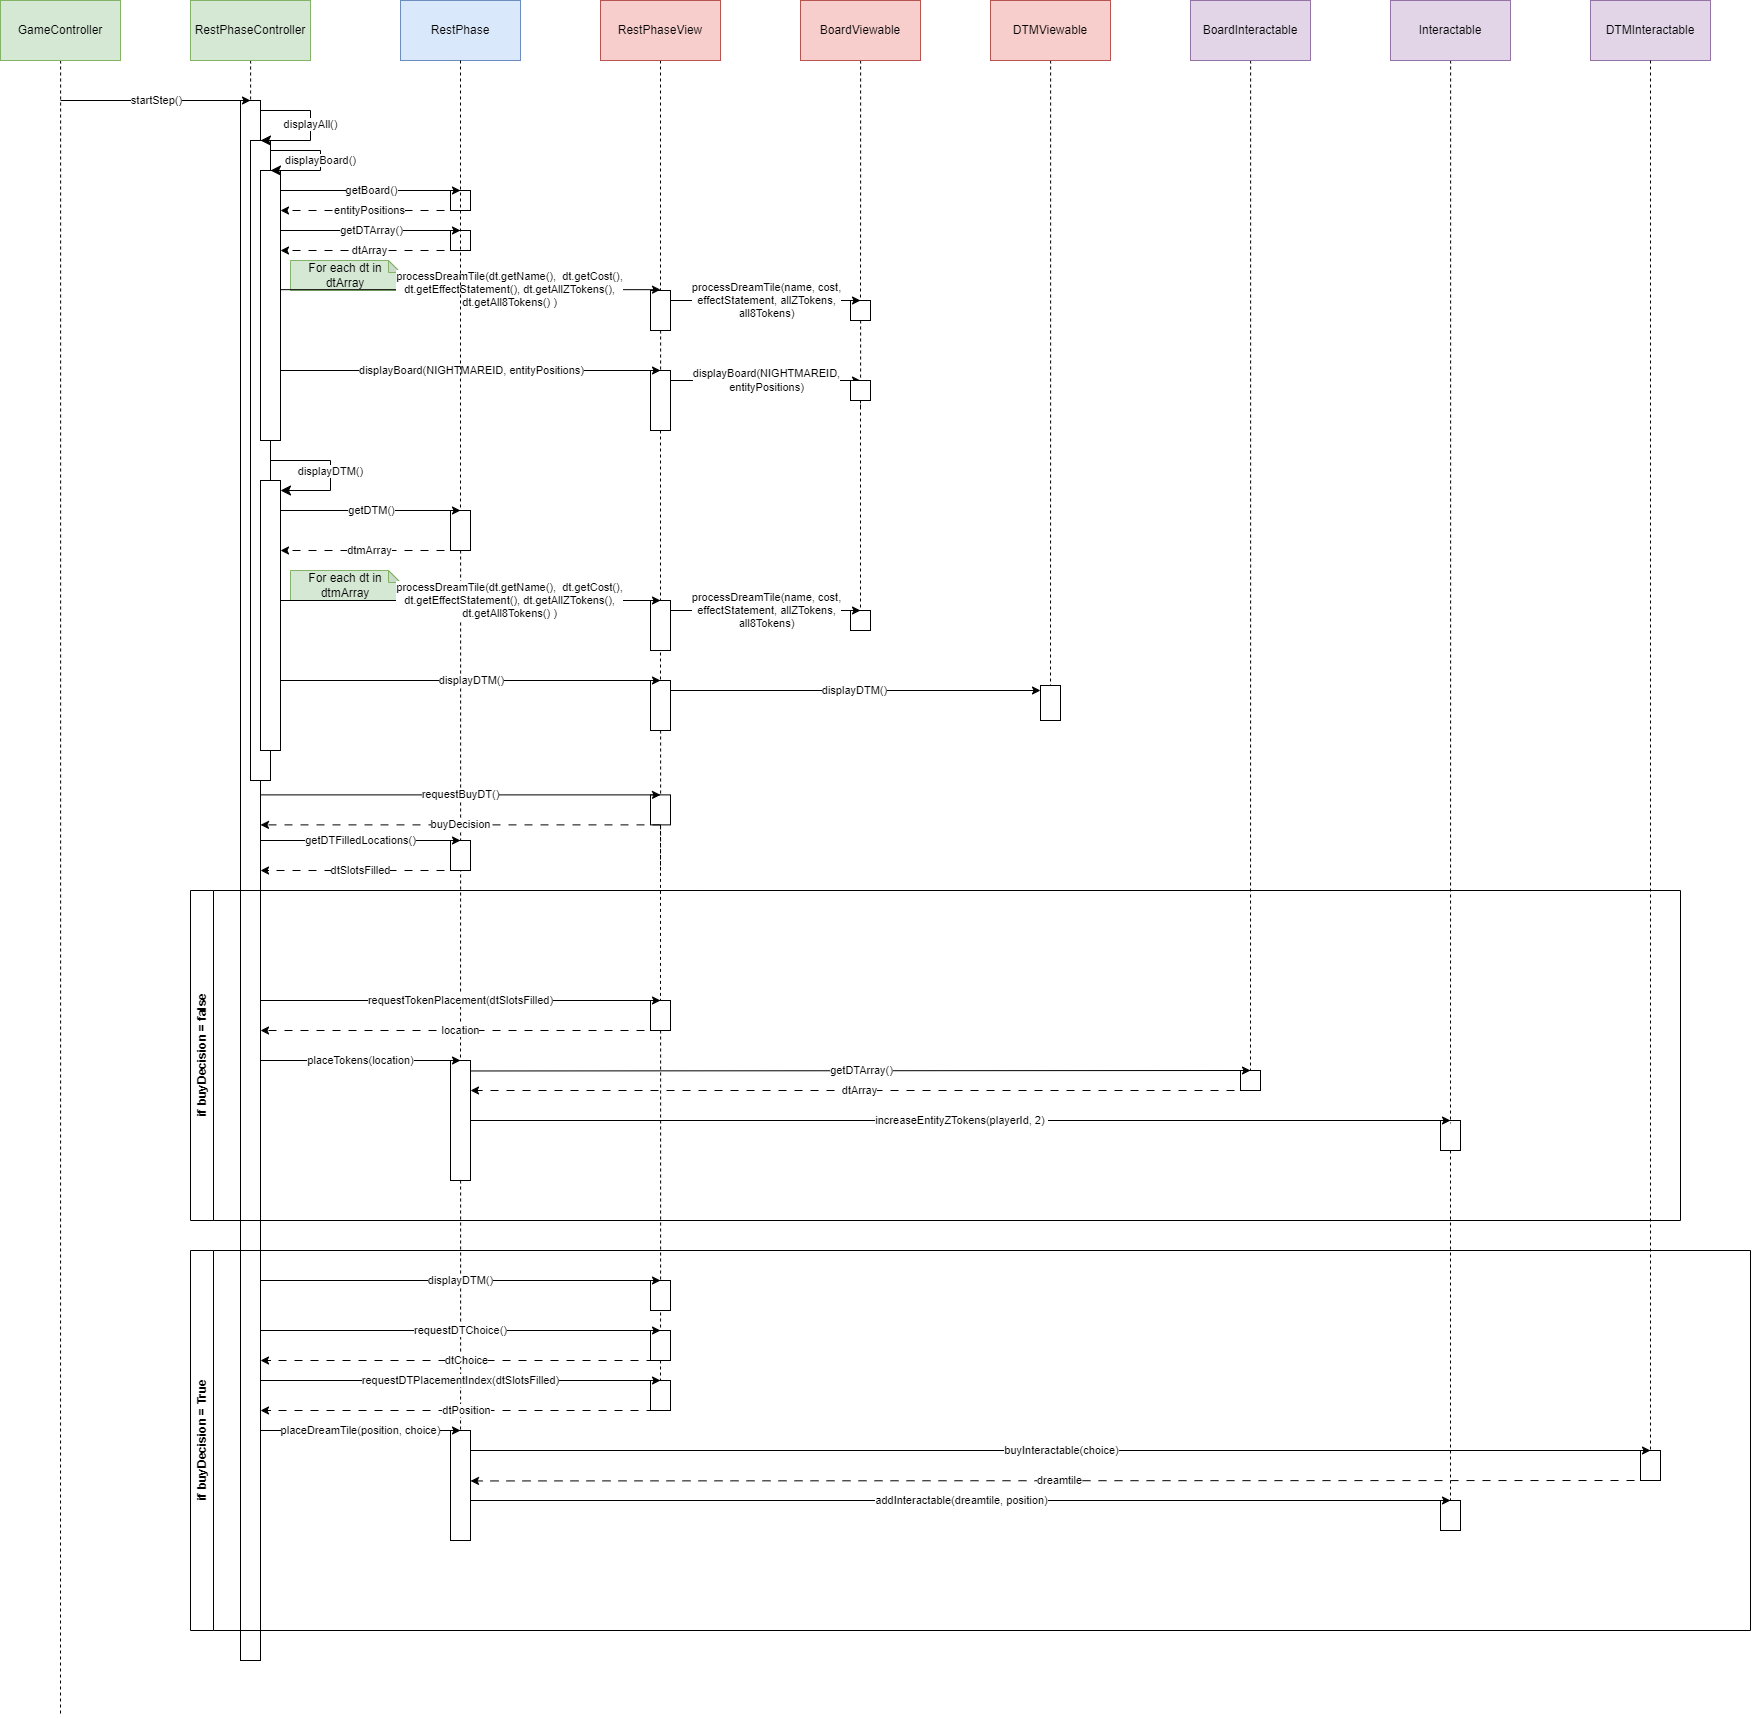 GameController
RestPhaseController
RestPhase
RestPhaseView
BoardViewable
DTMViewable
BoardInteractable
Interactable
DTMInteractable
startStep()
displayAll()
displayBoard()
getBoard()
entityPositions
getDTArray()
dtArray
For each dt in
dtArray
processDreamTile(dt.getName(), dt.getCost(),
dt.getEffectStatement(), dt.getAllZTokens(),
dt.getAll8Tokens() )
processDreamTile(name, cost,
effectStatement, allZTokens,
all8Tokens)
displayBoard(NIGHTMAREID, entityPositions)
displayBoard(NIGHTMAREID,
entityPositions)
displayDTM()
getDTM()
dtmArray
For each dt in
dtmArray
processDreamTile(dt.getName(), dt.getCost(),
dt.getEffectStatement(), dt.getAllZTokens(),
dt.getAll8Tokens() )
processDreamTile(name, cost,
effectStatement, allZTokens,
all8Tokens)
displayDTM()
displayDTM()
requestBuyDT()
buyDecision
getDTFilledLocations()
dtSlotsFilled
if buyDecision = false
requestTokenPlacement(dtSlotsFilled)
location
placeTokens(location)
getDTArray()
dtArray
increaseEntityZTokens(playerId, 2)
if buyDecision = True
displayDTM()
requestDTChoice()
dtChoice
requestDTPlacementIndex(dtSlotsFilled)
dtPosition
placeDreamTile(position, choice)
buyInteractable(choice)
dreamtile
addInteractable(dreamtile, position)